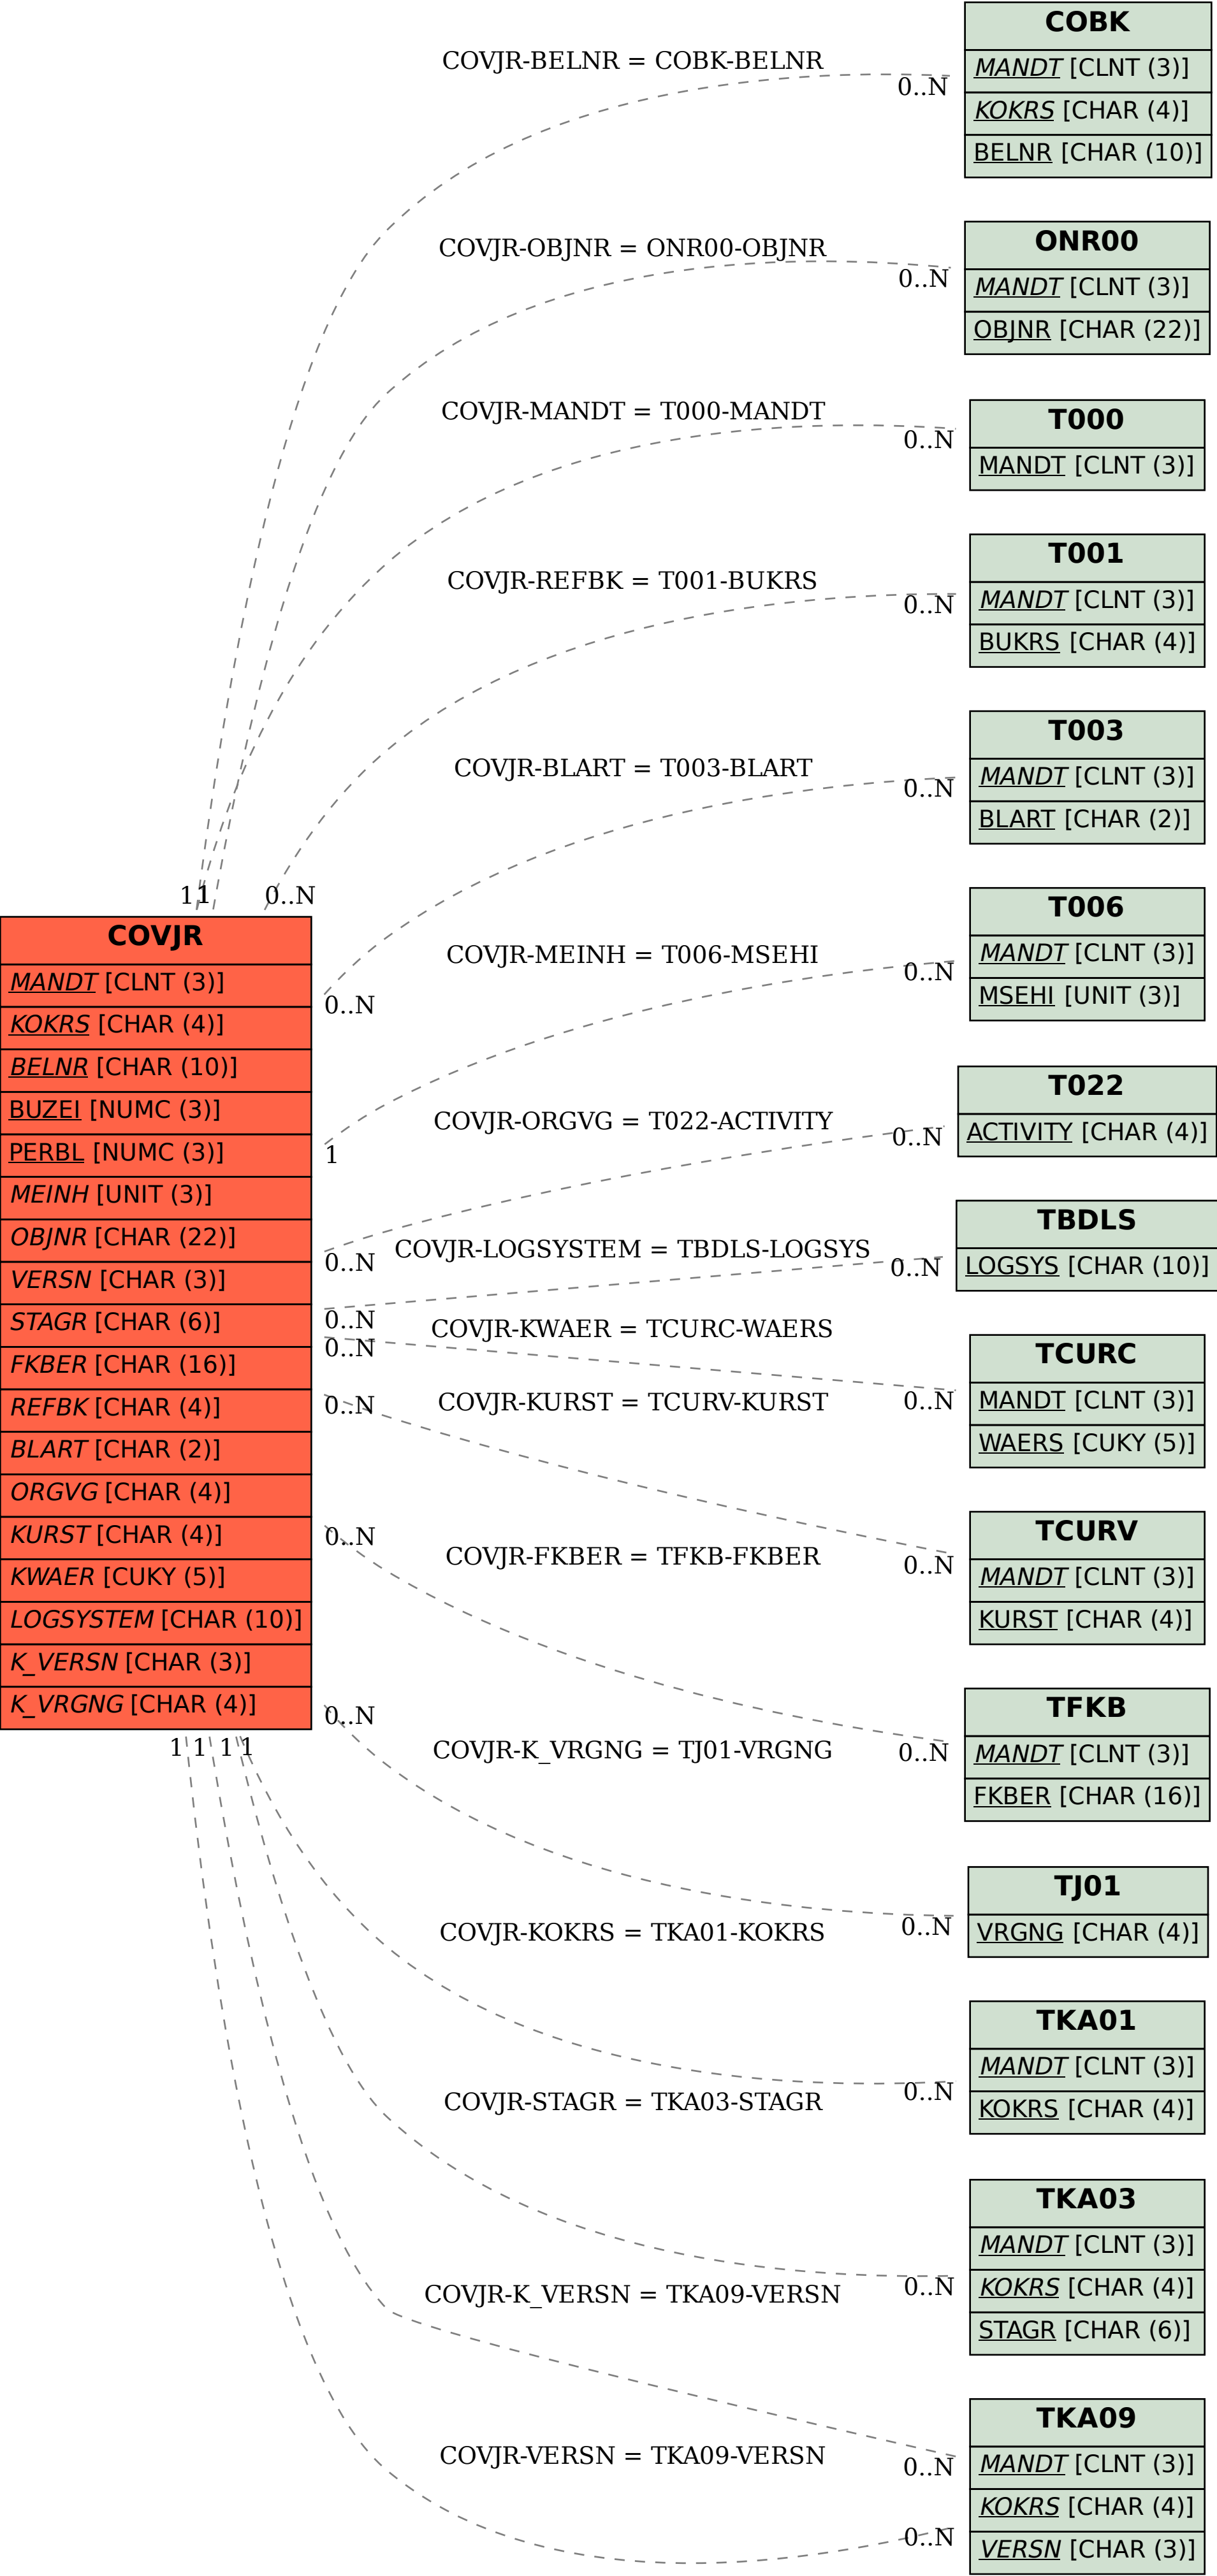 COVJR
MANDT [CLNT (3)]
KOKRS [CHAR (4)]
BELNR [CHAR (10)]
BUZEI [NUMC (3)]
PERBL [NUMC (3)]
MEINH [UNIT (3)]
OBJNR [CHAR (22)]
VERSN [CHAR (3)]
STAGR [CHAR (6)]
FKBER [CHAR (16)]
REFBK [CHAR (4)]
BLART [CHAR (2)]
ORGVG [CHAR (4)]
KURST [CHAR (4)]
KWAER [CUKY (5)]
LOGSYSTEM [CHAR (10)]
K_VERSN [CHAR (3)]
K_VRGNG [CHAR (4)]
COVJR-BELNR = COBK-BELNR
1
0..N
COBK
MANDT [CLNT (3)]
KOKRS [CHAR (4)]
BELNR [CHAR (10)]
COVJR-OBJNR = ONR00-OBJNR
1
0..N
ONR00
MANDT [CLNT (3)]
OBJNR [CHAR (22)]
COVJR-MANDT = T000-MANDT
1
0..N
T000
MANDT [CLNT (3)]
COVJR-REFBK = T001-BUKRS
0..N
0..N
T001
MANDT [CLNT (3)]
BUKRS [CHAR (4)]
COVJR-BLART = T003-BLART
0..N
0..N
T003
MANDT [CLNT (3)]
BLART [CHAR (2)]
COVJR-MEINH = T006-MSEHI
1
0..N
T006
MANDT [CLNT (3)]
MSEHI [UNIT (3)]
COVJR-ORGVG = T022-ACTIVITY
0..N
0..N
T022
ACTIVITY [CHAR (4)]
COVJR-LOGSYSTEM = TBDLS-LOGSYS
0..N
0..N
TBDLS
LOGSYS [CHAR (10)]
COVJR-KWAER = TCURC-WAERS
0..N
0..N
TCURC
MANDT [CLNT (3)]
WAERS [CUKY (5)]
COVJR-KURST = TCURV-KURST
0..N
0..N
TCURV
MANDT [CLNT (3)]
KURST [CHAR (4)]
COVJR-FKBER = TFKB-FKBER
0..N
0..N
TFKB
MANDT [CLNT (3)]
FKBER [CHAR (16)]
COVJR-K_VRGNG = TJ01-VRGNG
0..N
0..N
TJ01
VRGNG [CHAR (4)]
COVJR-KOKRS = TKA01-KOKRS
1
0..N
TKA01
MANDT [CLNT (3)]
KOKRS [CHAR (4)]
COVJR-STAGR = TKA03-STAGR
1
0..N
TKA03
MANDT [CLNT (3)]
KOKRS [CHAR (4)]
STAGR [CHAR (6)]
COVJR-K_VERSN = TKA09-VERSN
1
0..N
COVJR-VERSN = TKA09-VERSN
1
0..N
TKA09
MANDT [CLNT (3)]
KOKRS [CHAR (4)]
VERSN [CHAR (3)]